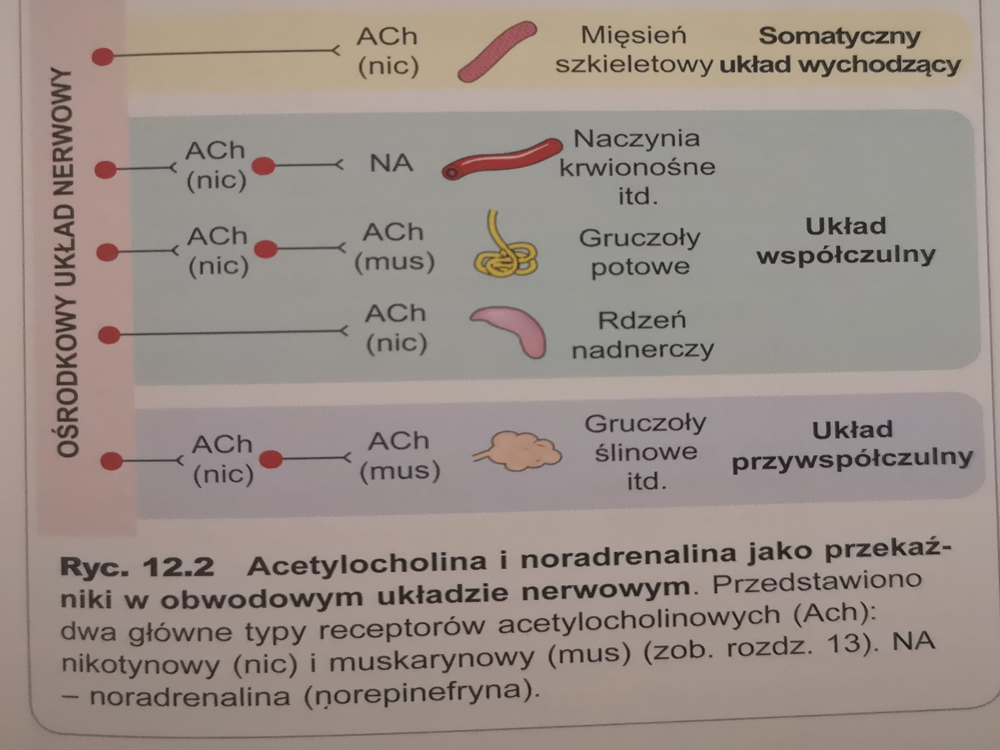 OŚRODKOWY UKŁAD NERWOWY
ACh
(nic)
Mięsień
szkieletowy
Somatyczny
układ wychodzący
ACh
(nic)
NA
Naczynia
krwionośne
itd.
ACh
(nic)
ACh
(mus)
Gruczoły
potowe
Układ
współczulny
ACh
(nic)
Rdzeń
nadnerczy
ACh
(nic)
ACh
(mus)
Gruczoły
ślinowe
itd.
Układ
przywspółczulny
Ryc. 12.2 Acetylocholina i noradrenalina jako przekaź-
niki w obwodowym układzie nerwowym. Przedstawiono
dwa główne typy receptorów acetylocholinowych (Ach):
nikotynowy (nic) i muskarynowy (mus) (zob. rozdz. 13). NA
– noradrenalina (norepinefryna).